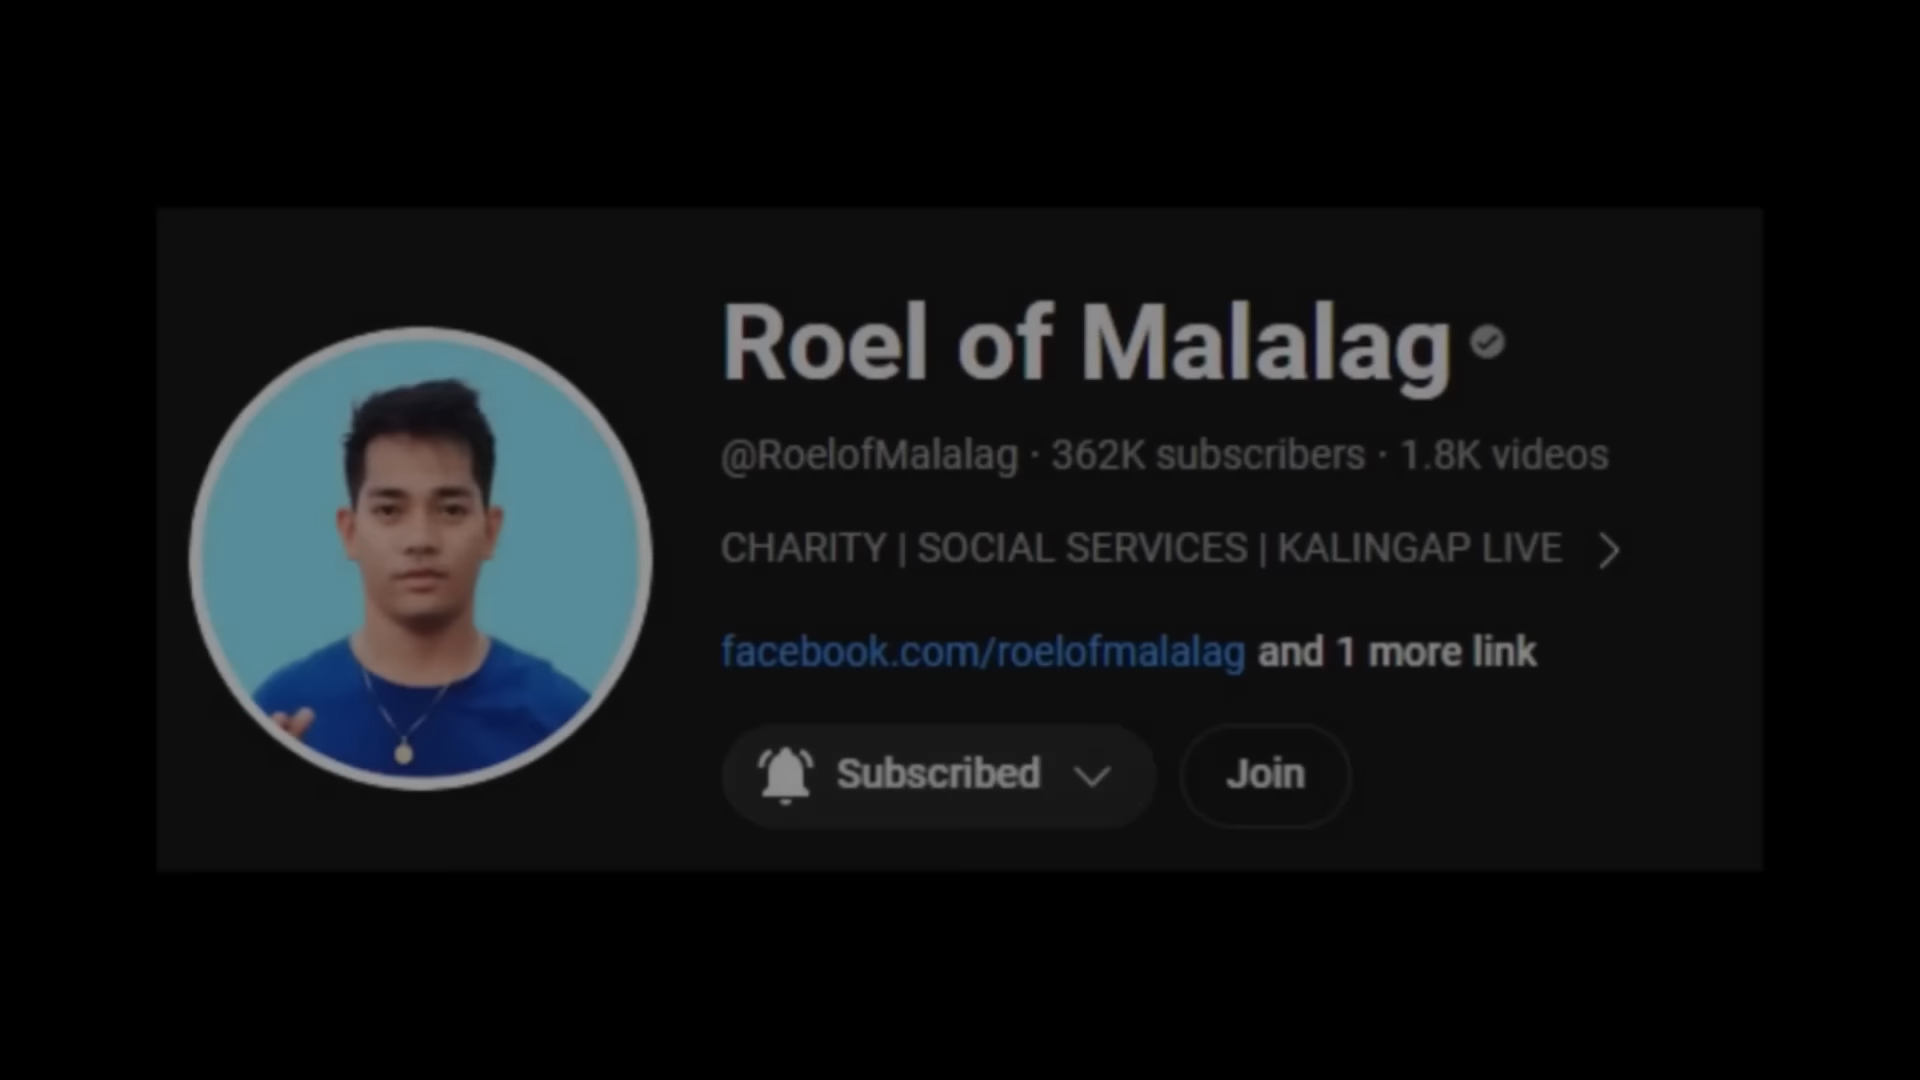 Roel of Malalag
@RoelofMalalag · 362K subscribers · 1.8K videos
CHARITY | SOCIAL SERVICES | KALINGAP LIVE
facebook.com/roelofmalalag and 1 more link
Subscribed Join